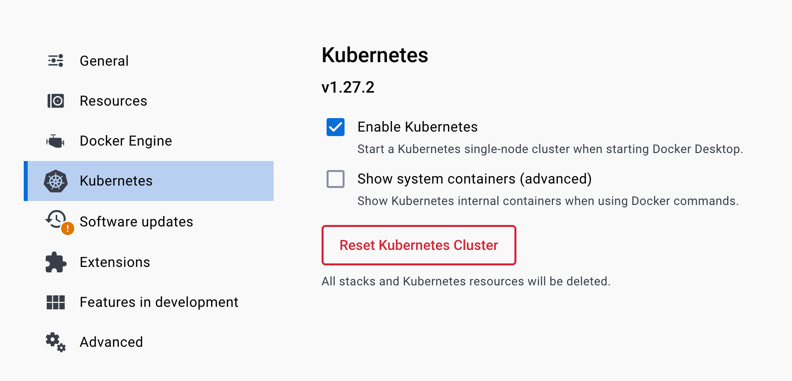 General
Resources
Docker Engine
Kubernetes
Software updates
Extensions
Features in development
Advanced
Kubernetes
v1.27.2
Enable Kubernetes
Start a Kubernetes single-node cluster when starting Docker Desktop.
Show system containers (advanced)
Show Kubernetes internal containers when using Docker commands.
Reset Kubernetes Cluster
All stacks and Kubernetes resources will be deleted.